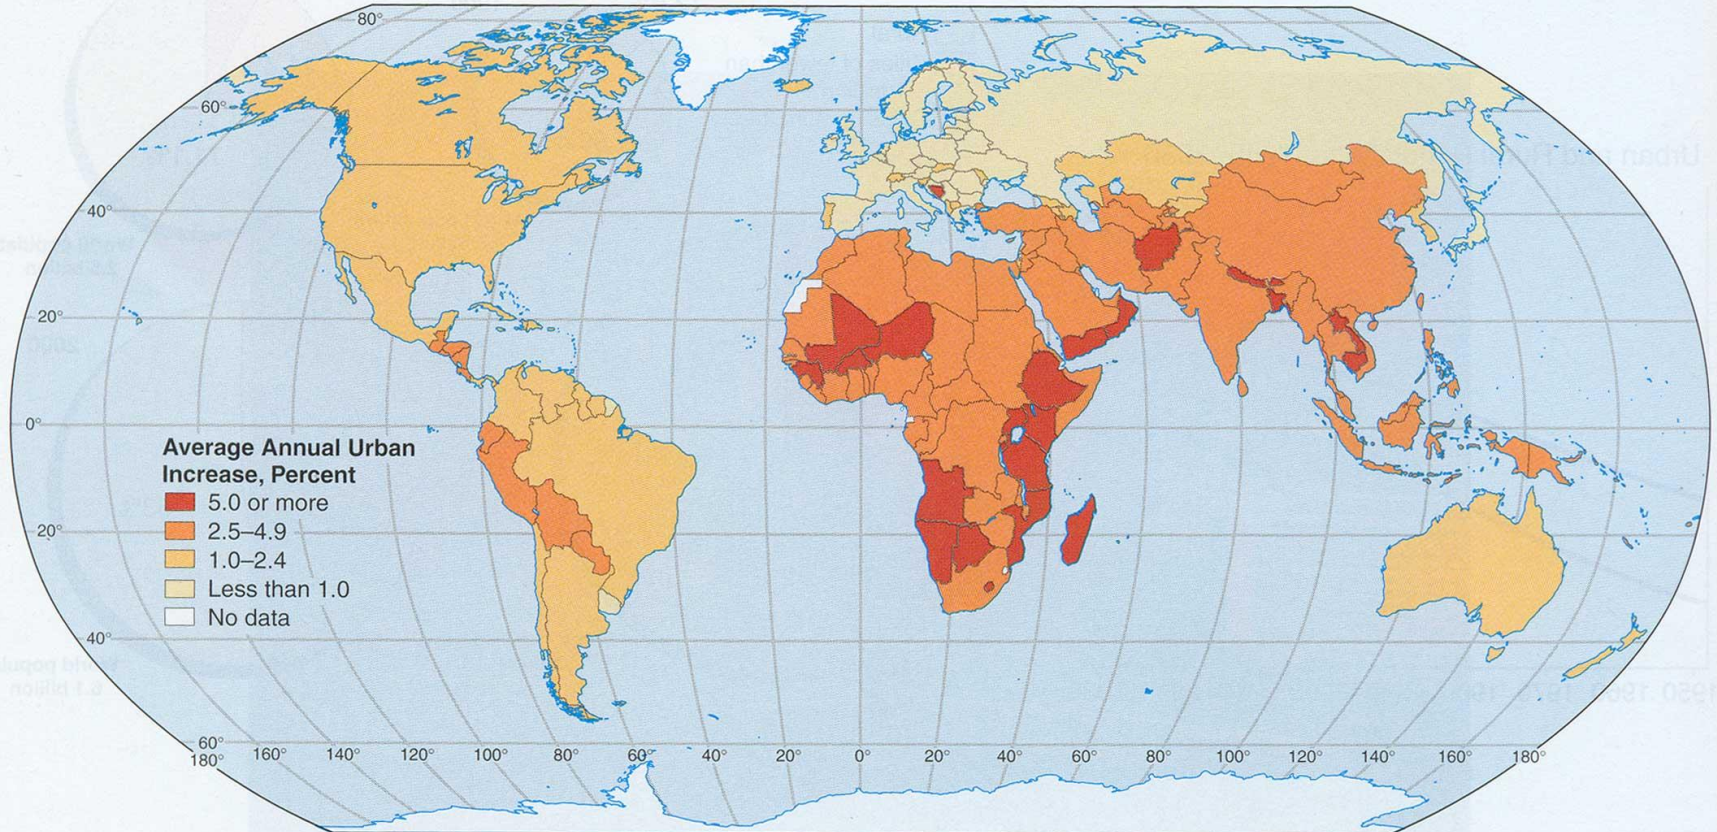 80°
60°
40°
20°
0°
20°
40°
60°
Average Annual Urban
Increase, Percent
5.0 or more
2.5–4.9
1.0–2.4
Less than 1.0
No data
180° 160° 140° 120° 100° 80° 60° 40° 20° 0° 20° 40° 60° 80° 100° 120° 140° 160° 180°